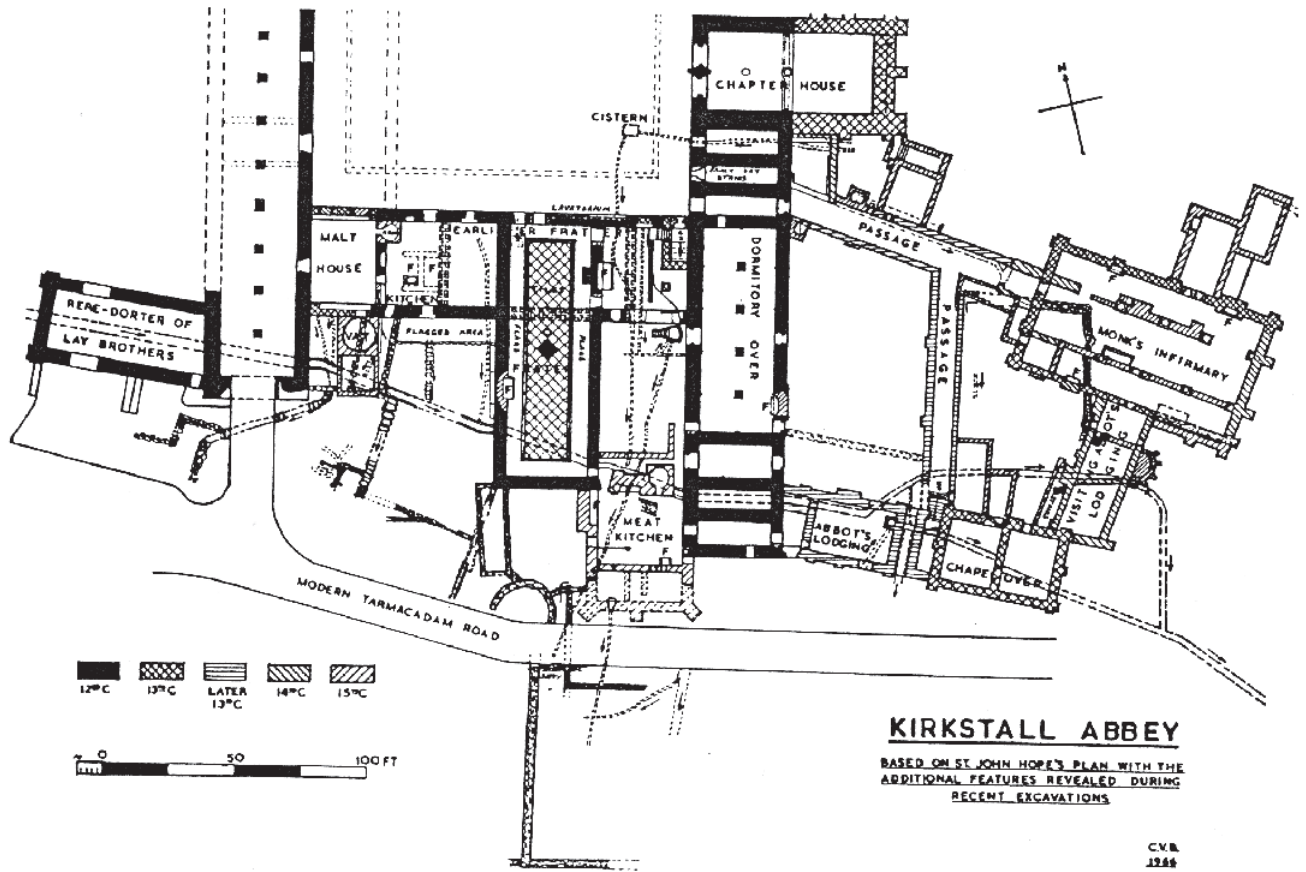 CHAPTER HOUSE
N
CISTERN
LAVATORIUM
PASSAGE
MALT
HOUSE
EARLIER FRATER
F F
KITCHEN
F
DORMITORY OVER
F
RERE-DORTER OF
LAY BROTHERS
FLAGGED AREA
F
PASSAGE
F
MONK'S INFIRMARY
F
F
VISITING ABBOT'S
LODGING
MEAT
KITCHEN
F
ABBOT'S
LODGING
CHAPEL OVER
MODERN TARMACADAM ROAD
12TH C
13TH C
LATER
13TH C
14TH C
15TH C
0 50 100 FT
KIRKSTALL ABBEY
BASED ON ST. JOHN HOPE'S PLAN WITH THE
ADDITIONAL FEATURES REVEALED DURING
RECENT EXCAVATIONS
C.V.B.
1966